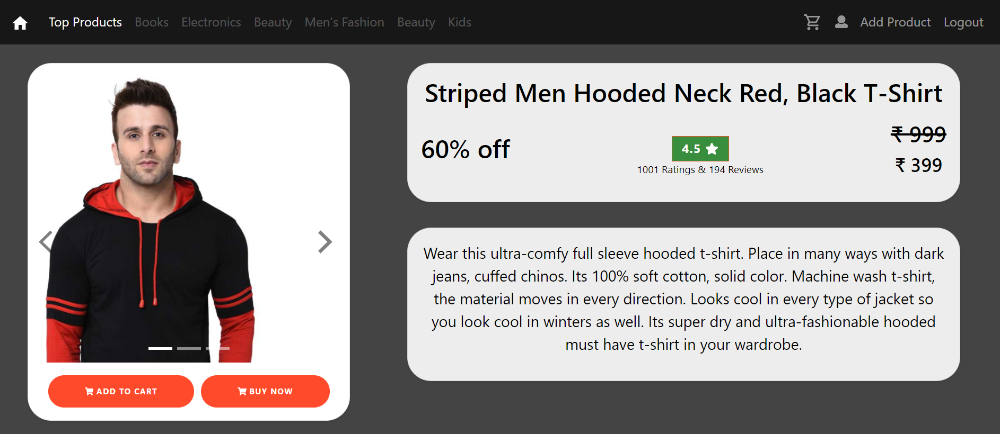 Top Products Books Electronics Beauty Men's Fashion Beauty Kids Add Product Logout
Striped Men Hooded Neck Red, Black T-Shirt
60% off
4.5
1001 Ratings & 194 Reviews
₹ 999
₹ 399
Wear this ultra-comfy full sleeve hooded t-shirt. Place in many ways with dark
jeans, cuffed chinos. Its 100% soft cotton, solid color. Machine wash t-shirt,
the material moves in every direction. Looks cool in every type of jacket so
you look cool in winters as well. Its super dry and ultra-fashionable hooded
must have t-shirt in your wardrobe.
ADD TO CART
BUY NOW